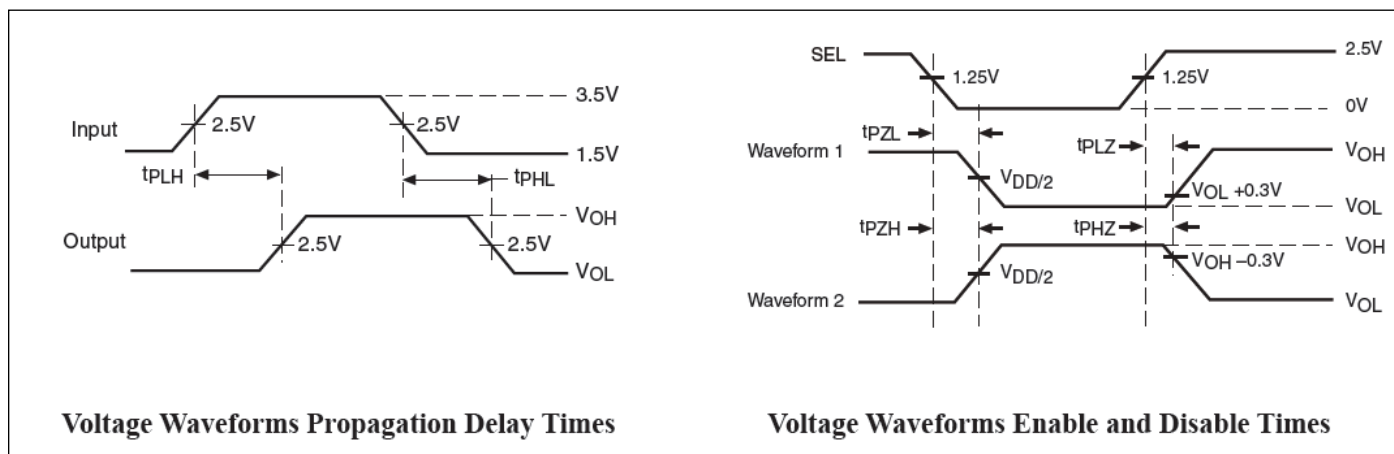 3.5V
Input
2.5V
2.5V
1.5V
tPLH
tPHL
VOH
Output
2.5V
2.5V
VOL
Voltage Waveforms Propagation Delay Times
SEL
2.5V
1.25V
1.25V
0V
tPZL
tPLZ
Waveform 1
VOH
VDD/2
VOL +0.3V
VOL
tPZH
tPHZ
VOH
VOH –0.3V
VDD/2
Waveform 2
VOL
Voltage Waveforms Enable and Disable Times